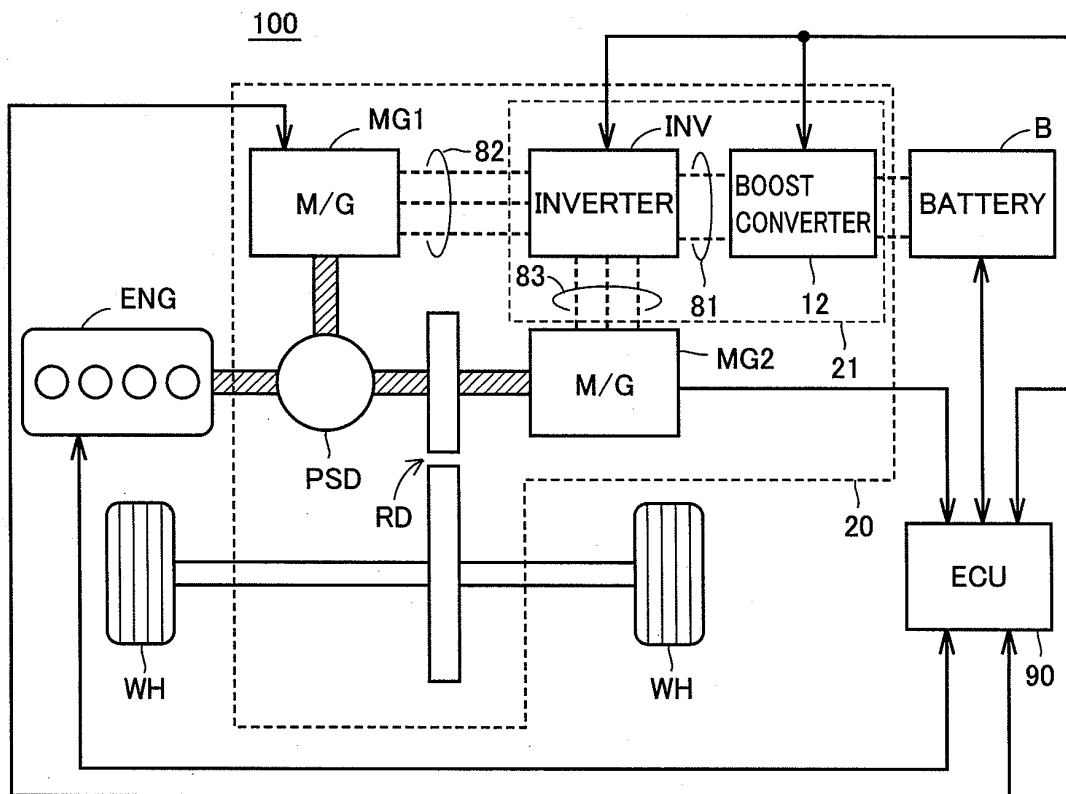 100
MG1
82
INV
B
M/G
INVERTER
BOOST
CONVERTER
BATTERY
ENG
83
81
12
MG2
21
M/G
PSD
RD
20
ECU
WH
WH
90